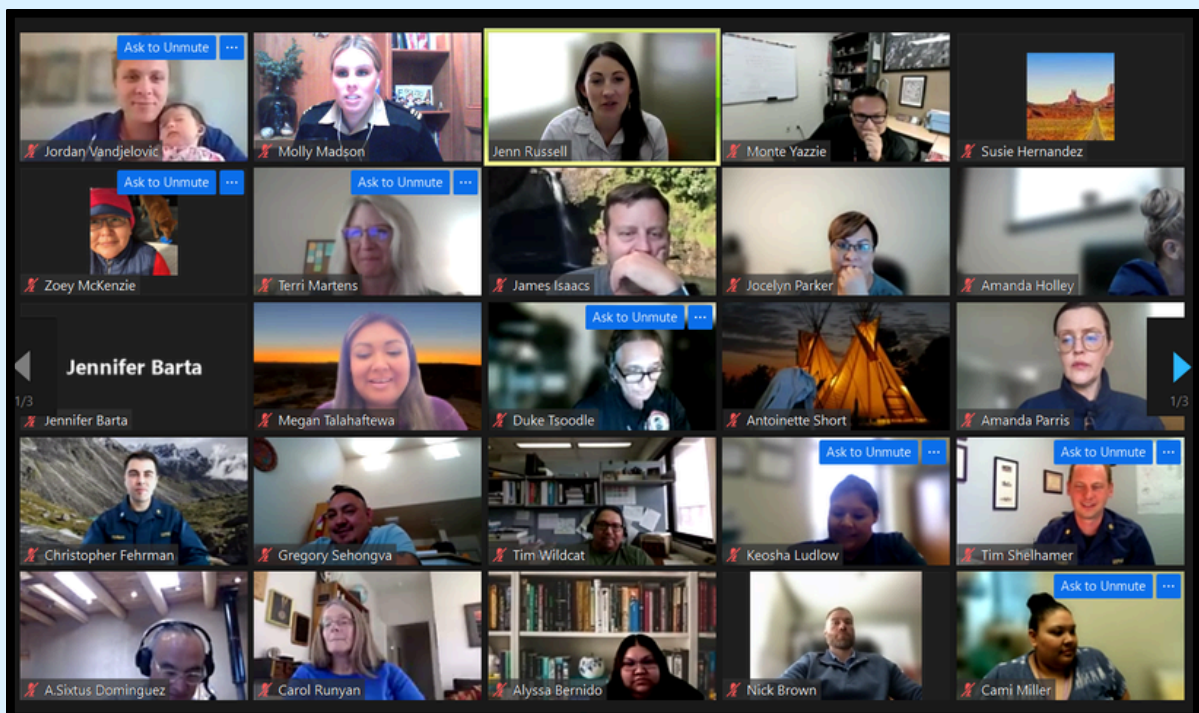 Ask to Unmute ...
Jordan Vandjelovic
Molly Madson
Jenn Russell
Monte Yazzie
Susie Hernandez
Ask to Unmute ...
Zoey McKenzie
Ask to Unmute ...
Terri Martens
James Isaacs
Jocelyn Parker
Amanda Holley
1/3
Jennifer Barta
Jennifer Barta
Megan Talahaftewa
Ask to Unmute ...
Duke Tsoodle
Antoinette Short
Amanda Parris
1/3
Christopher Fehrman
Gregory Sehongva
Tim Wildcat
Ask to Unmute ...
Keosha Ludlow
Ask to Unmute ...
Tim Shelhamer
A.Sixtus Dominguez
Carol Runyan
Alyssa Bernido
Nick Brown
Ask to Unmute ...
Cami Miller